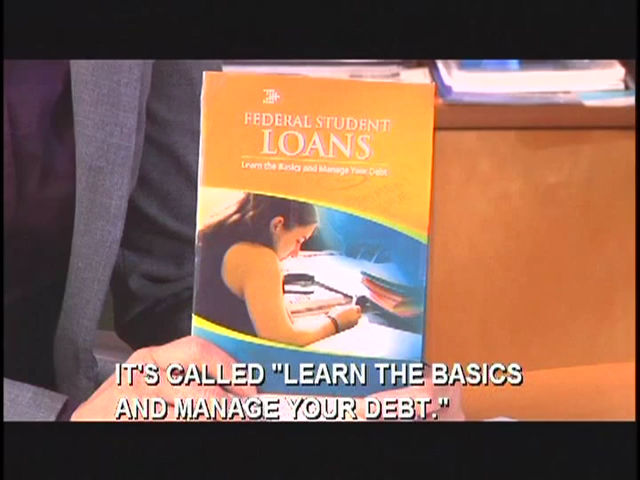 FEDERAL STUDENT
LOANS
Learn the Basics and Manage Your Debt
IT'S CALLED "LEARN THE BASICS
AND MANAGE YOUR DEBT."